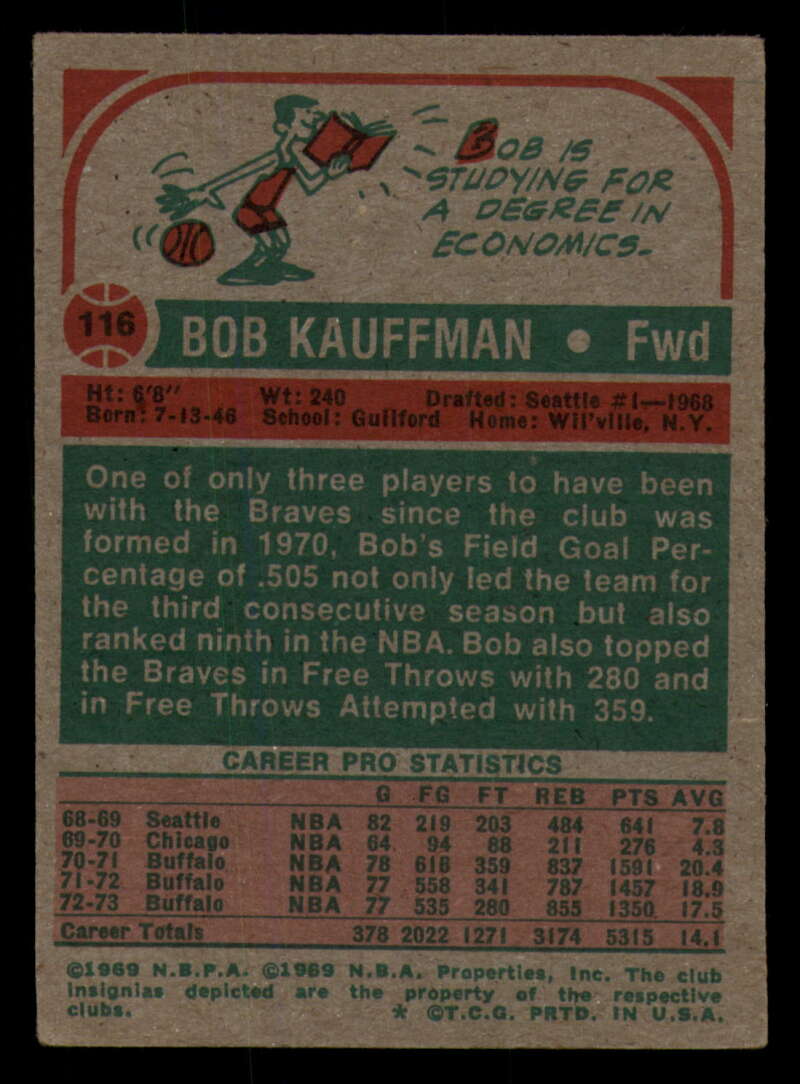 BOB IS
STUDYING FOR
A DEGREE IN
ECONOMICS.
116 BOB KAUFFMAN • Fwd
Ht: 6'8" Wt: 240 Drafted: Seattle #1—1968
Born: 7-13-46 School: Guilford Home: Wil'ville, N.Y.
One of only three players to have been
with the Braves since the club was
formed in 1970, Bob's Field Goal Per-
centage of .505 not only led the team for
the third consecutive season but also
ranked ninth in the NBA. Bob also topped
the Braves in Free Throws with 280 and
in Free Throws Attempted with 359.
CAREER PRO STATISTICS
G FG FT REB PTS AVG
68-69 Seattle NBA 82 219 203 484 641 7.8
69-70 Chicago NBA 64 94 88 211 276 4.3
70-71 Buffalo NBA 78 616 359 837 1591 20.4
71-72 Buffalo NBA 77 558 341 787 1457 18.9
72-73 Buffalo NBA 77 535 280 855 1350 17.5
Career Totals 378 2022 1271 3174 5315 14.1
©1969 N.B.P.A. ©1969 N.B.A. Properties, Inc. The club
insignias depicted are the property of the respective
clubs. * ©T.C.G. PRTD. IN U.S.A.